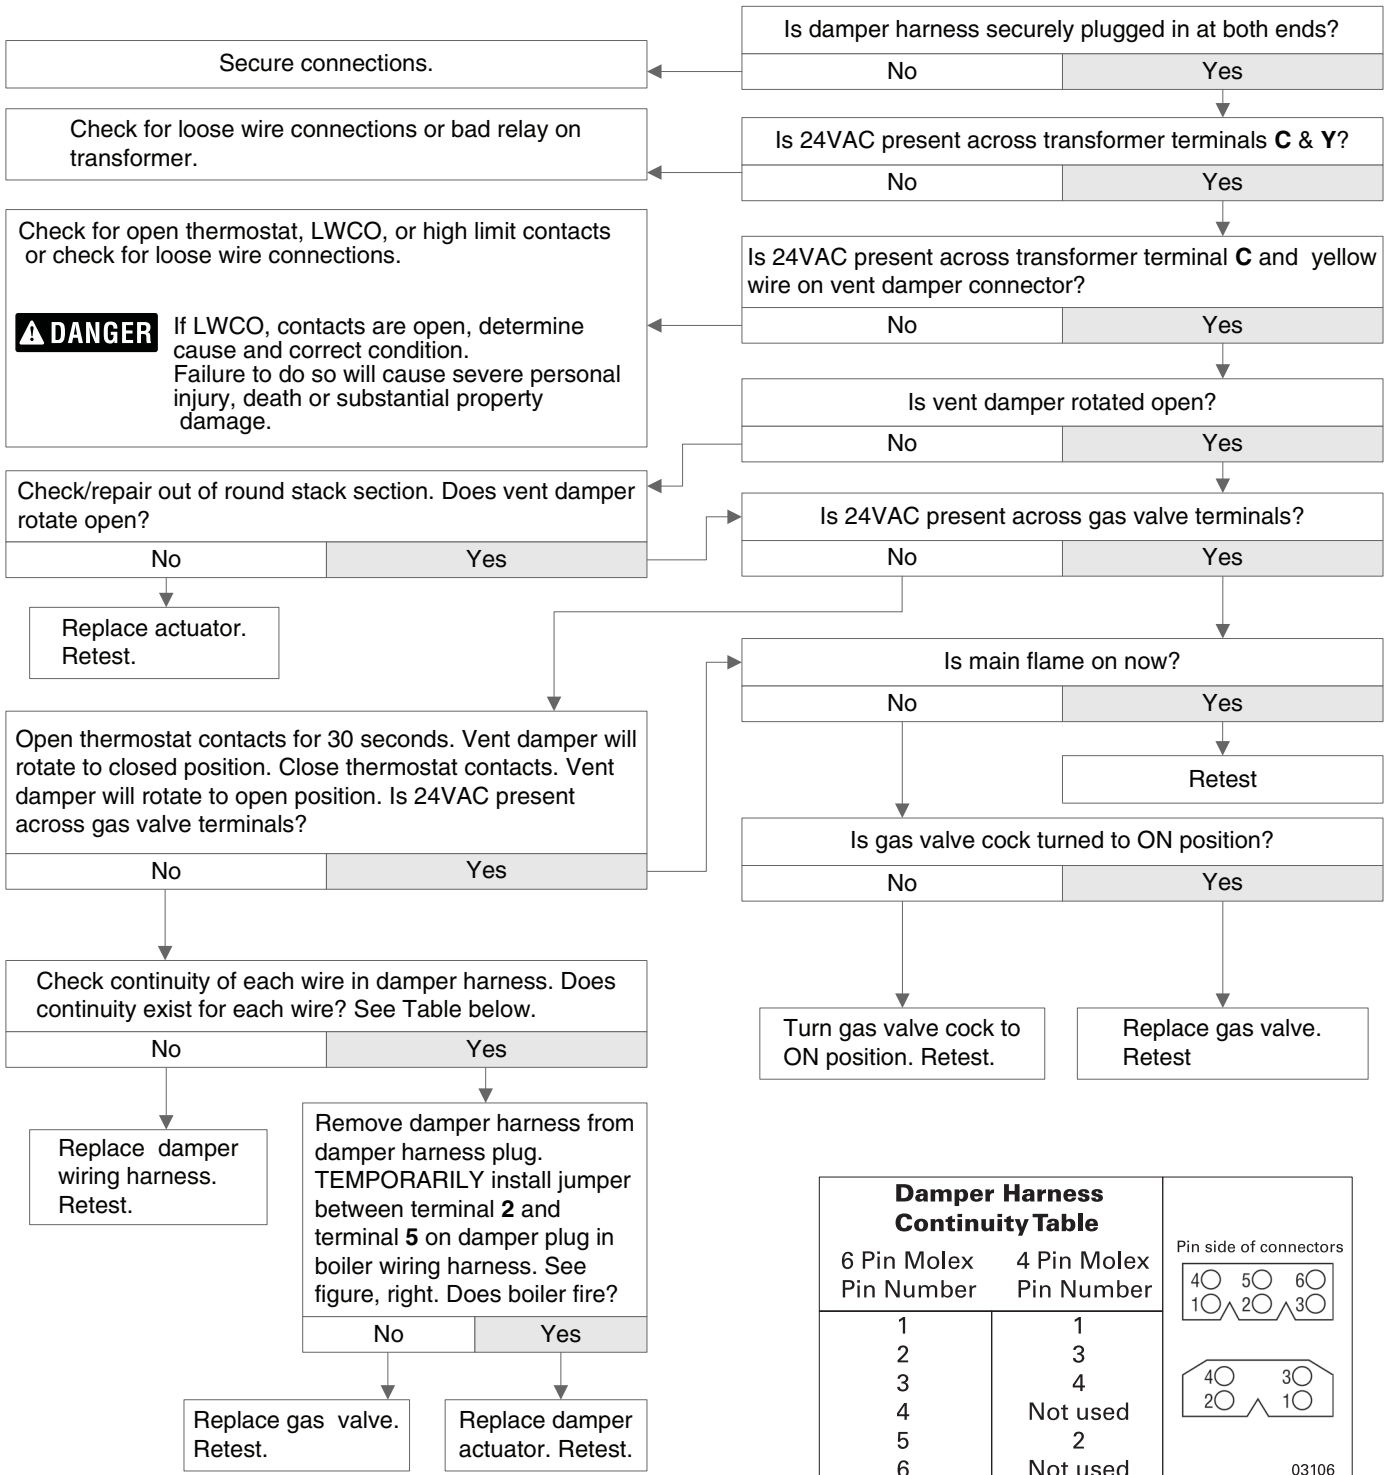 Is damper harness securely plugged in at both ends?
No
Yes
Secure connections.
Is 24VAC present across transformer terminals C & Y?
No
Yes
Check for loose wire connections or bad relay on
transformer.
Is 24VAC present across transformer terminal C and yellow
wire on vent damper connector?
No
Yes
Check for open thermostat, LWCO, or high limit contacts
or check for loose wire connections.
DANGER
If LWCO, contacts are open, determine
cause and correct condition.
Failure to do so will cause severe personal
injury, death or substantial property
damage.
Is vent damper rotated open?
No
Yes
Check/repair out of round stack section. Does vent damper
rotate open?
No
Yes
Replace actuator.
Retest.
Is 24VAC present across gas valve terminals?
No
Yes
Open thermostat contacts for 30 seconds. Vent damper will
rotate to closed position. Close thermostat contacts. Vent
damper will rotate to open position. Is 24VAC present
across gas valve terminals?
No
Yes
Is main flame on now?
No
Yes
Retest
Is gas valve cock turned to ON position?
No
Yes
Turn gas valve cock to
ON position. Retest.
Replace gas valve.
Retest
Check continuity of each wire in damper harness. Does
continuity exist for each wire? See Table below.
No
Yes
Replace damper
wiring harness.
Retest.
Remove damper harness from
damper harness plug.
TEMPORARILY install jumper
between terminal 2 and
terminal 5 on damper plug in
boiler wiring harness. See
figure, right. Does boiler fire?
No
Yes
Replace gas valve.
Retest.
Replace damper
actuator. Retest.
Damper Harness
Continuity Table
6 Pin Molex 4 Pin Molex
Pin Number Pin Number
1 1
2 3
3 4
4 Not used
5 2
6 Not used
Pin side of connectors
4 5 6
1 2 3
4 3
2 1
03106